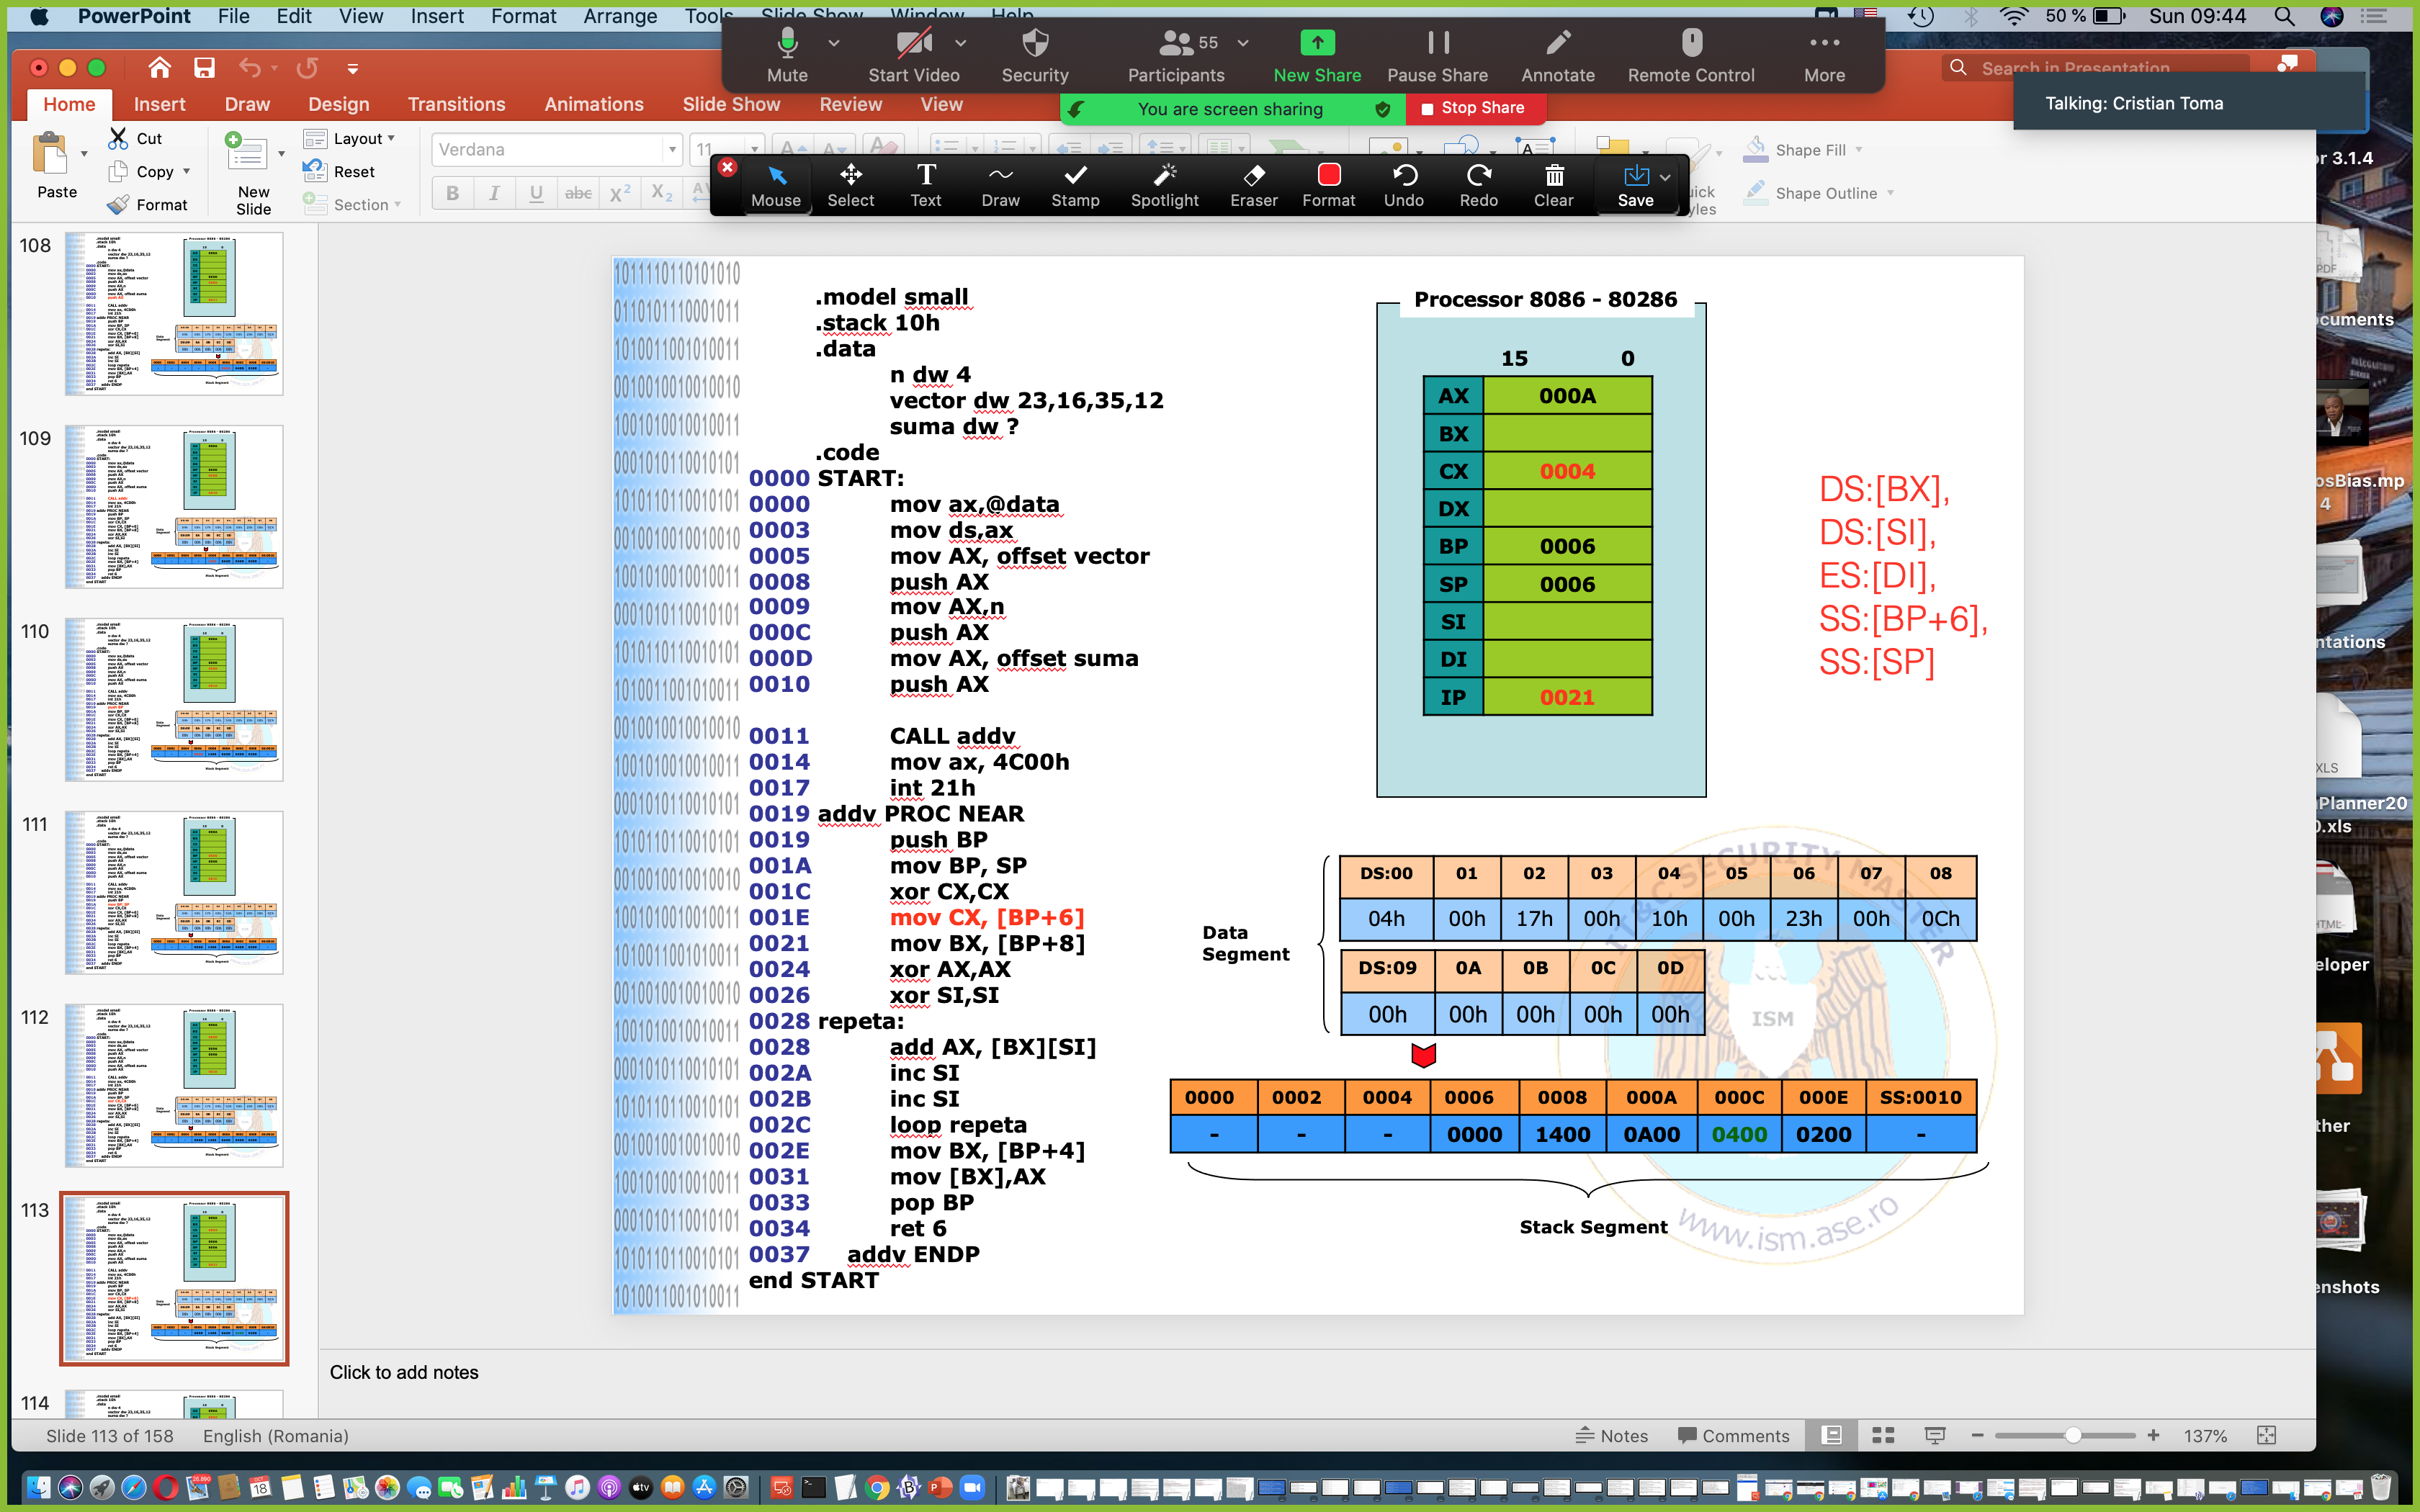 PowerPoint File Edit View Insert Format Arrange Tools Slide Show Window Help
50 % Sun 09:44
Mute Start Video Security 55 Participants New Share Pause Share Annotate Remote Control More
You are screen sharing Stop Share
Search in Presentation
Talking: Cristian Toma
Home Insert Draw Design Transitions Animations Slide Show Review View
Paste Cut Copy Format
New Slide Layout Reset Section
Verdana 11
Shape Fill
Shape Outline
Mouse Select Text Draw Stamp Spotlight Eraser Format Undo Redo Clear Save
108
109
110
111
112
113
114
.model small
.stack 10h
.data
n dw 4
vector dw 23,16,35,12
suma dw ?
.code
0000 START:
0000 mov ax,@data
0003 mov ds,ax
0005 mov AX, offset vector
0008 push AX
0009 mov AX,n
000C push AX
000D mov AX, offset suma
0010 push AX
0011 CALL addv
0014 mov ax, 4C00h
0017 int 21h
0019 addv PROC NEAR
0019 push BP
001A mov BP, SP
001C xor CX,CX
001E mov CX, [BP+6]
0021 mov BX, [BP+8]
0024 xor AX,AX
0026 xor SI,SI
0028 repeta:
0028 add AX, [BX][SI]
002A inc SI
002B inc SI
002C loop repeta
002E mov BX, [BP+4]
0031 mov [BX],AX
0033 pop BP
0034 ret 6
0037 addv ENDP
end START
Processor 8086 - 80286
15 0
AX 000A
BX
CX 0004
DX
BP 0006
SP 0006
SI
DI
IP 0021
DS:[BX],
DS:[SI],
ES:[DI],
SS:[BP+6],
SS:[SP]
Data Segment
DS:00 01 02 03 04 05 06 07 08
04h 00h 17h 00h 10h 00h 23h 00h 0Ch
DS:09 0A 0B 0C 0D
00h 00h 00h 00h 00h
0000 0002 0004 0006 0008 000A 000C 000E SS:0010
- - - 0000 1400 0A00 0400 0200 -
Stack Segment
ISM
www.ism.ase.ro
Click to add notes
Slide 113 of 158 English (Romania)
Notes Comments 137%